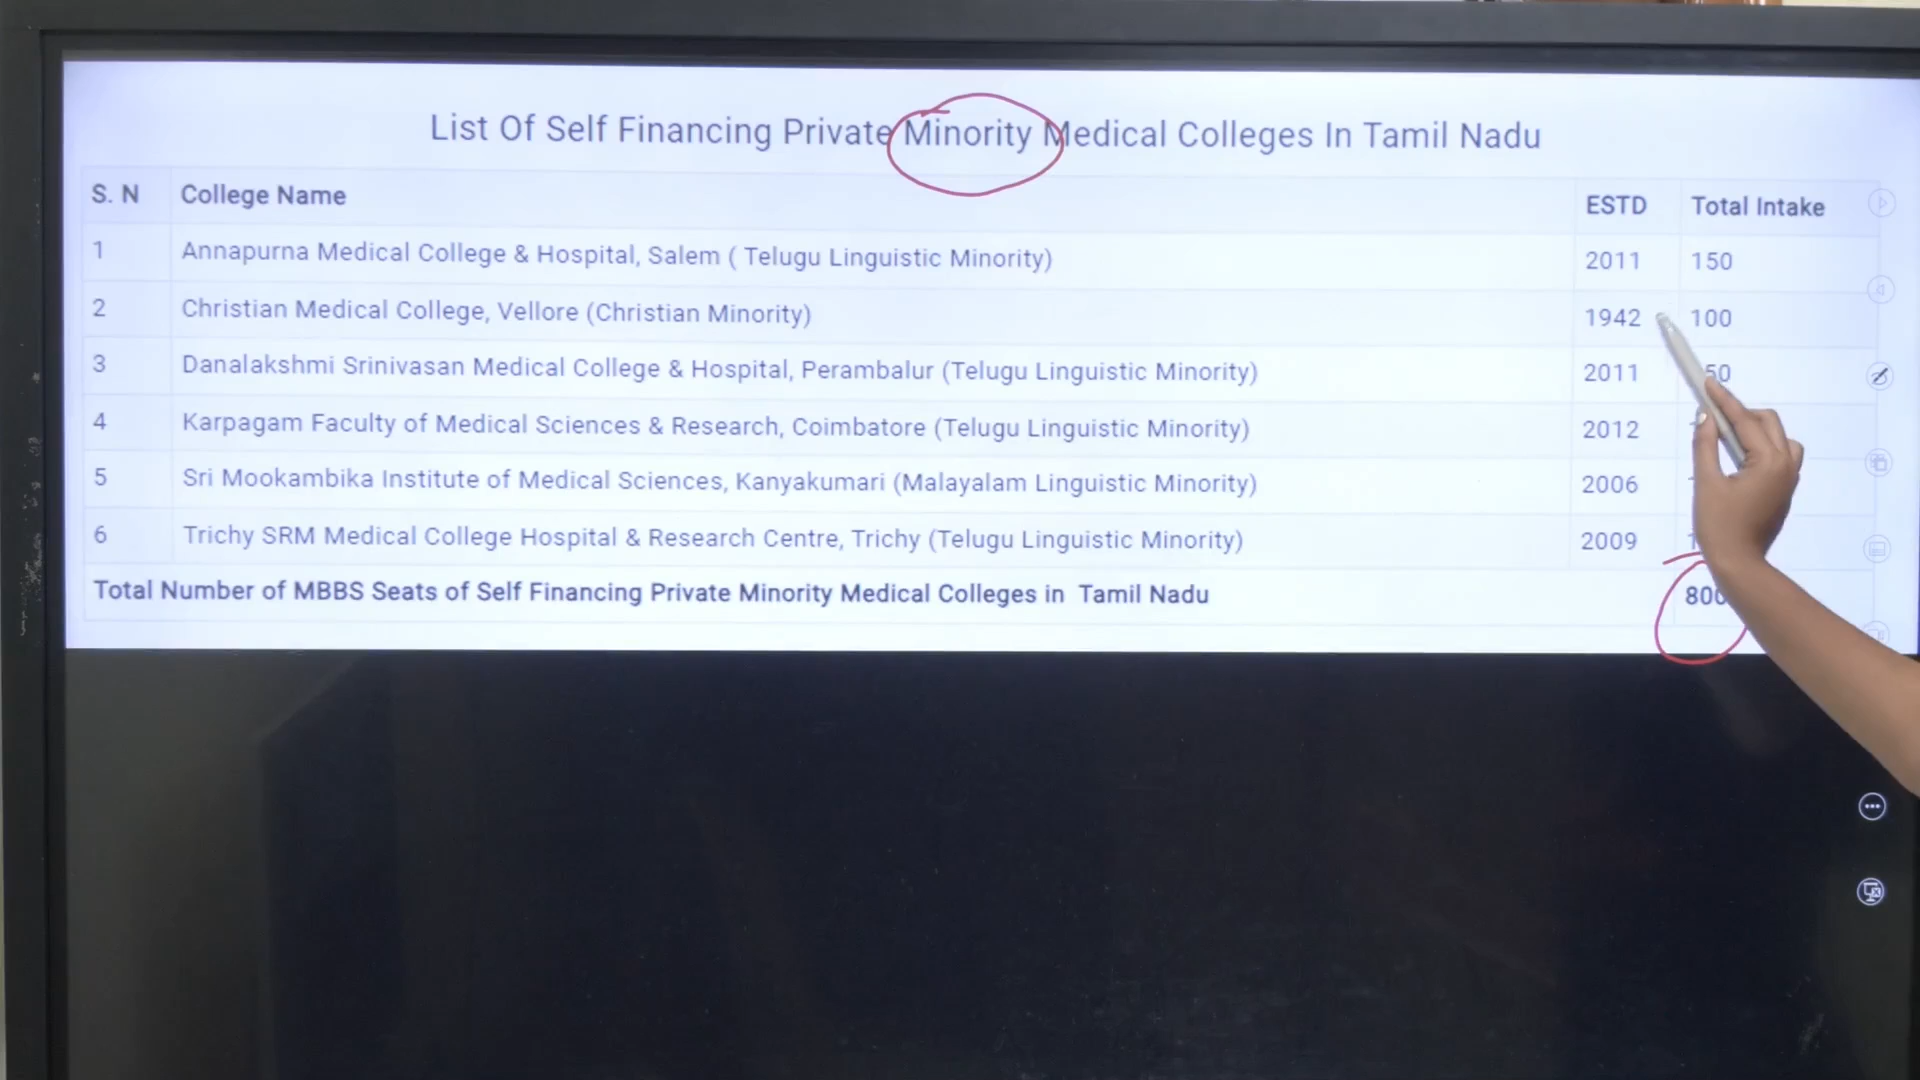 List Of Self Financing Private Minority Medical Colleges In Tamil Nadu
S. N College Name ESTD Total Intake
1 Annapurna Medical College & Hospital, Salem ( Telugu Linguistic Minority) 2011 150
2 Christian Medical College, Vellore (Christian Minority) 1942 100
3 Danalakshmi Srinivasan Medical College & Hospital, Perambalur (Telugu Linguistic Minority) 2011
4 Karpagam Faculty of Medical Sciences & Research, Coimbatore (Telugu Linguistic Minority) 2012
5 Sri Mookambika Institute of Medical Sciences, Kanyakumari (Malayalam Linguistic Minority) 2006
6 Trichy SRM Medical College Hospital & Research Centre, Trichy (Telugu Linguistic Minority) 2009
Total Number of MBBS Seats of Self Financing Private Minority Medical Colleges in Tamil Nadu 800